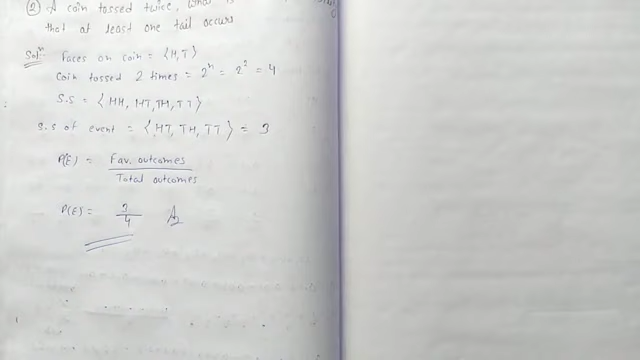 ② A coin tossed twice, what is
that at least one tail occurs
Solⁿ: Faces on coin = {H,T}
Coin tossed 2 times = 2ⁿ = 2² = 4
S.S = {HH, HT, TH, TT}
S.S of event = {HT, TH, TT} = 3
P(E) = Fav. outcomes
Total outcomes
P(E) = 3
4